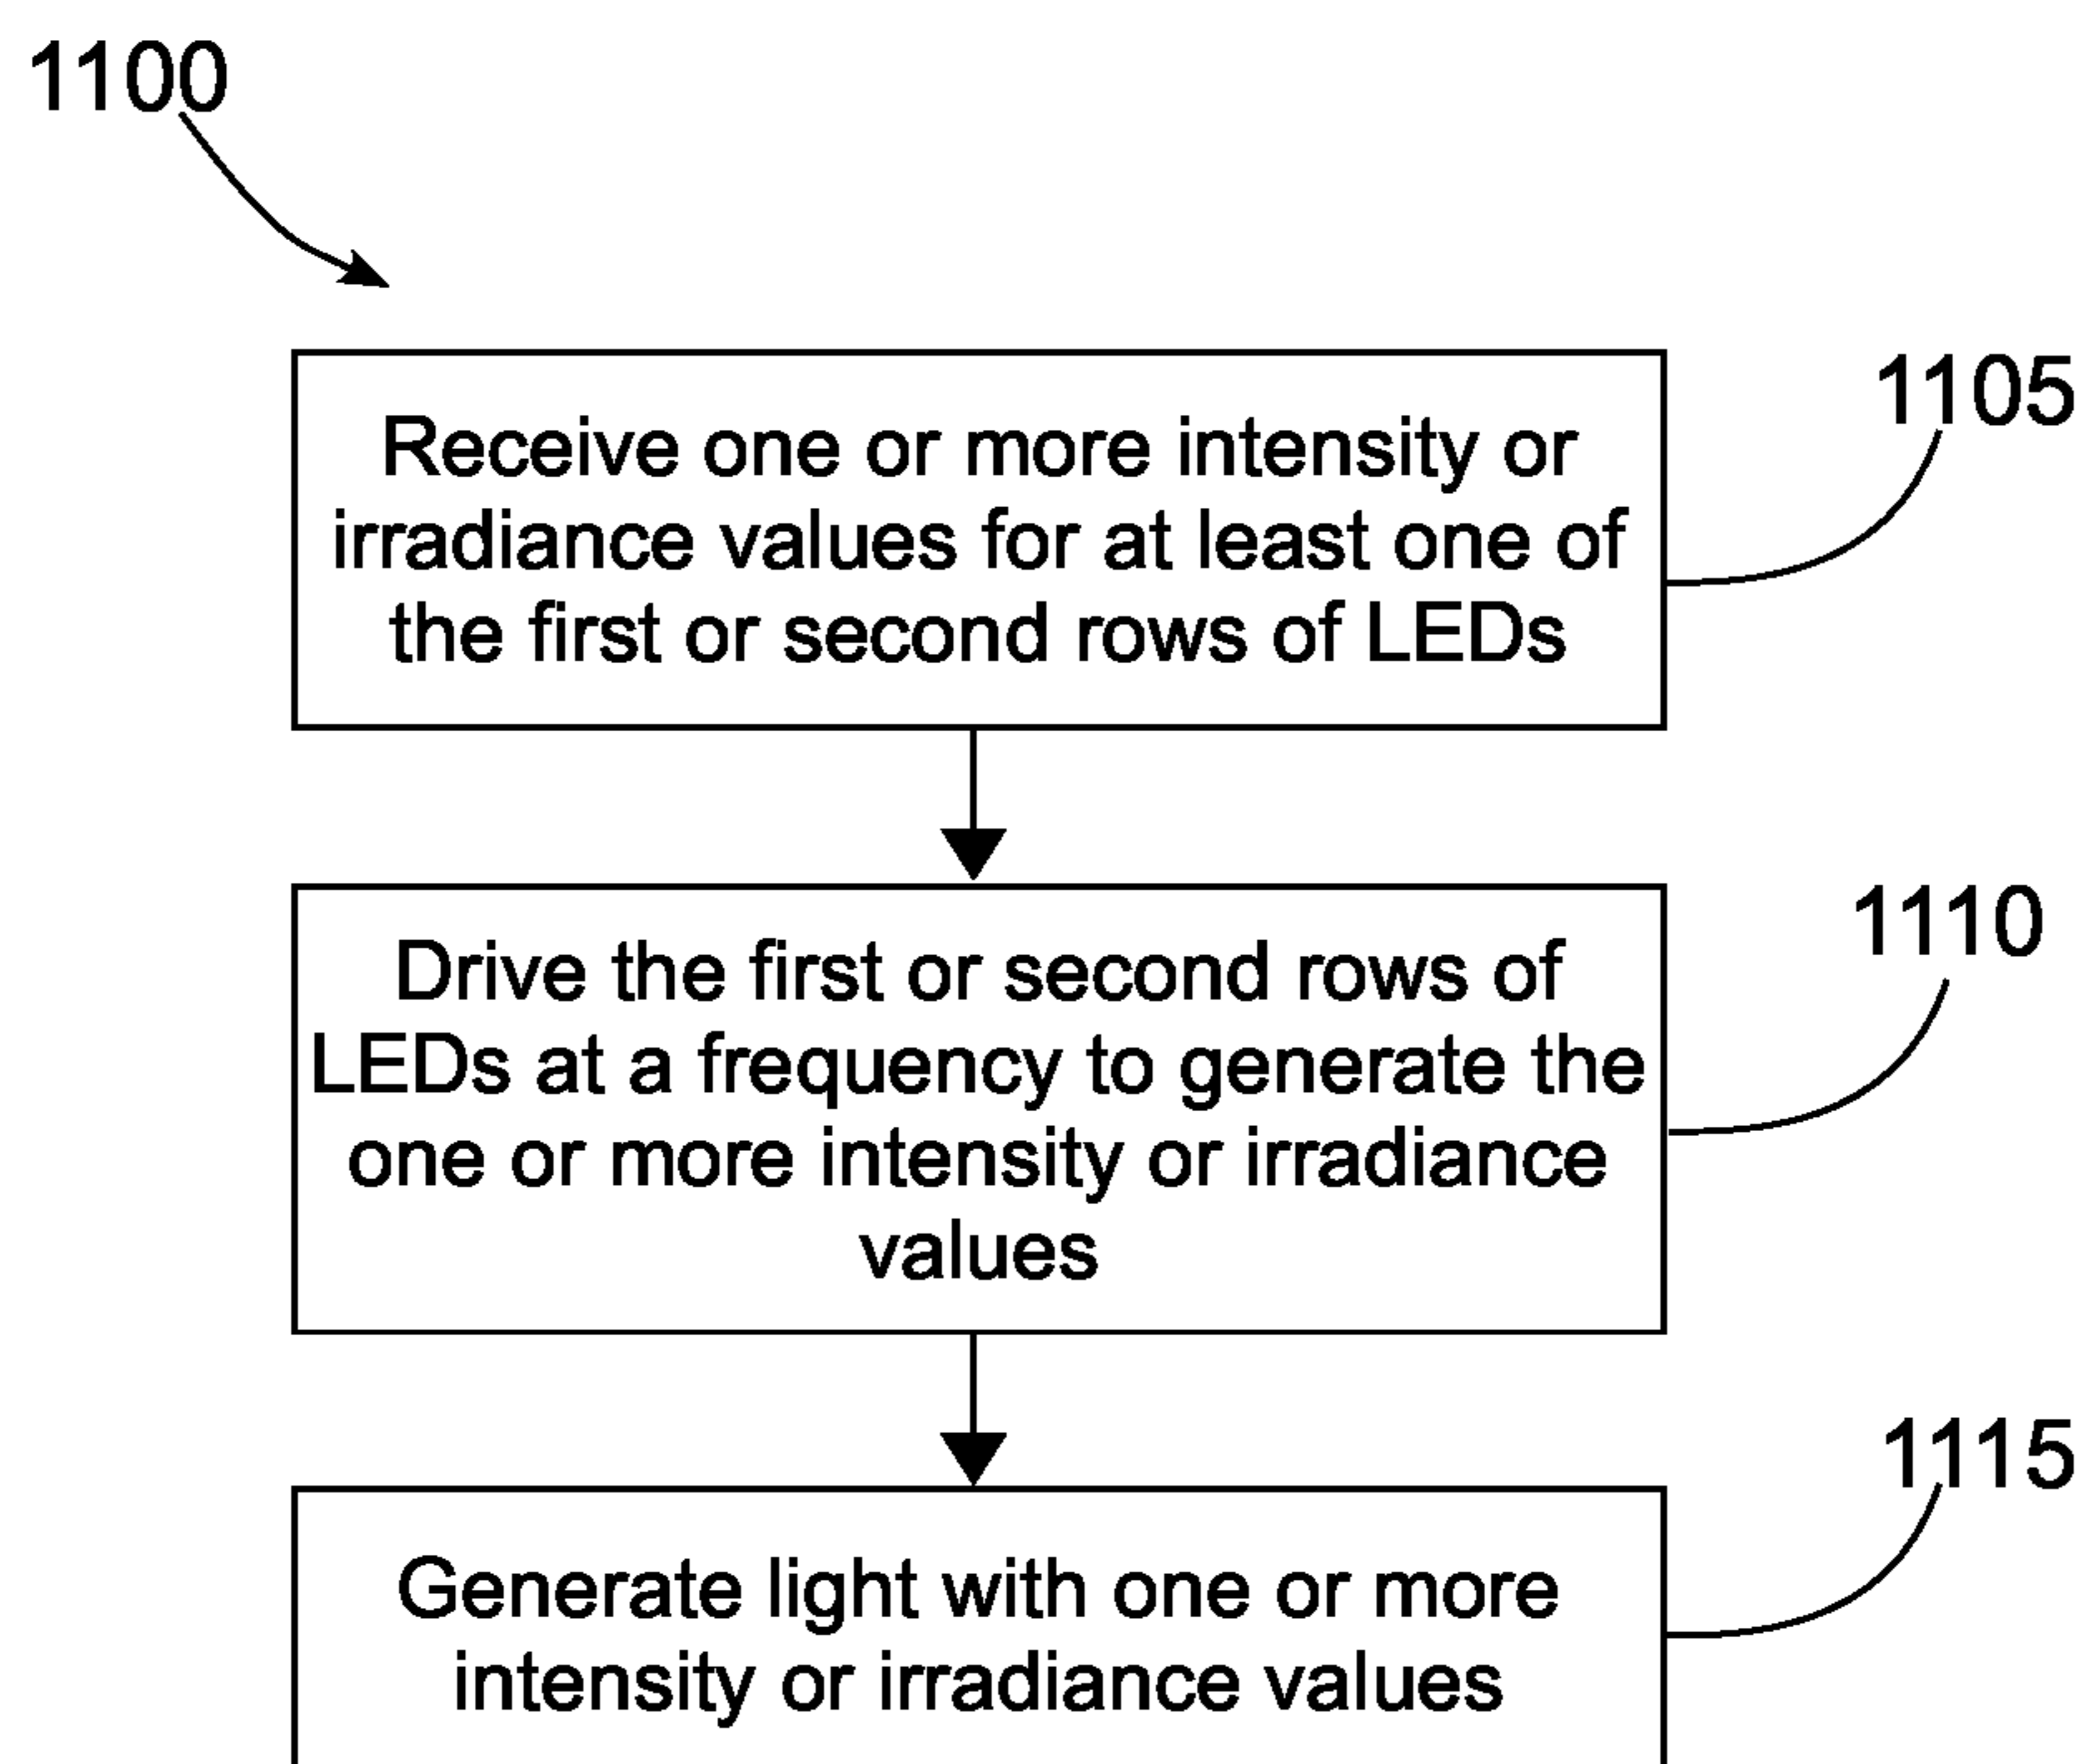 1100
1105
Receive one or more intensity or
irradiance values for at least one of
the first or second rows of LEDs
1110
Drive the first or second rows of
LEDs at a frequency to generate the
one or more intensity or irradiance
values
1115
Generate light with one or more
intensity or irradiance values